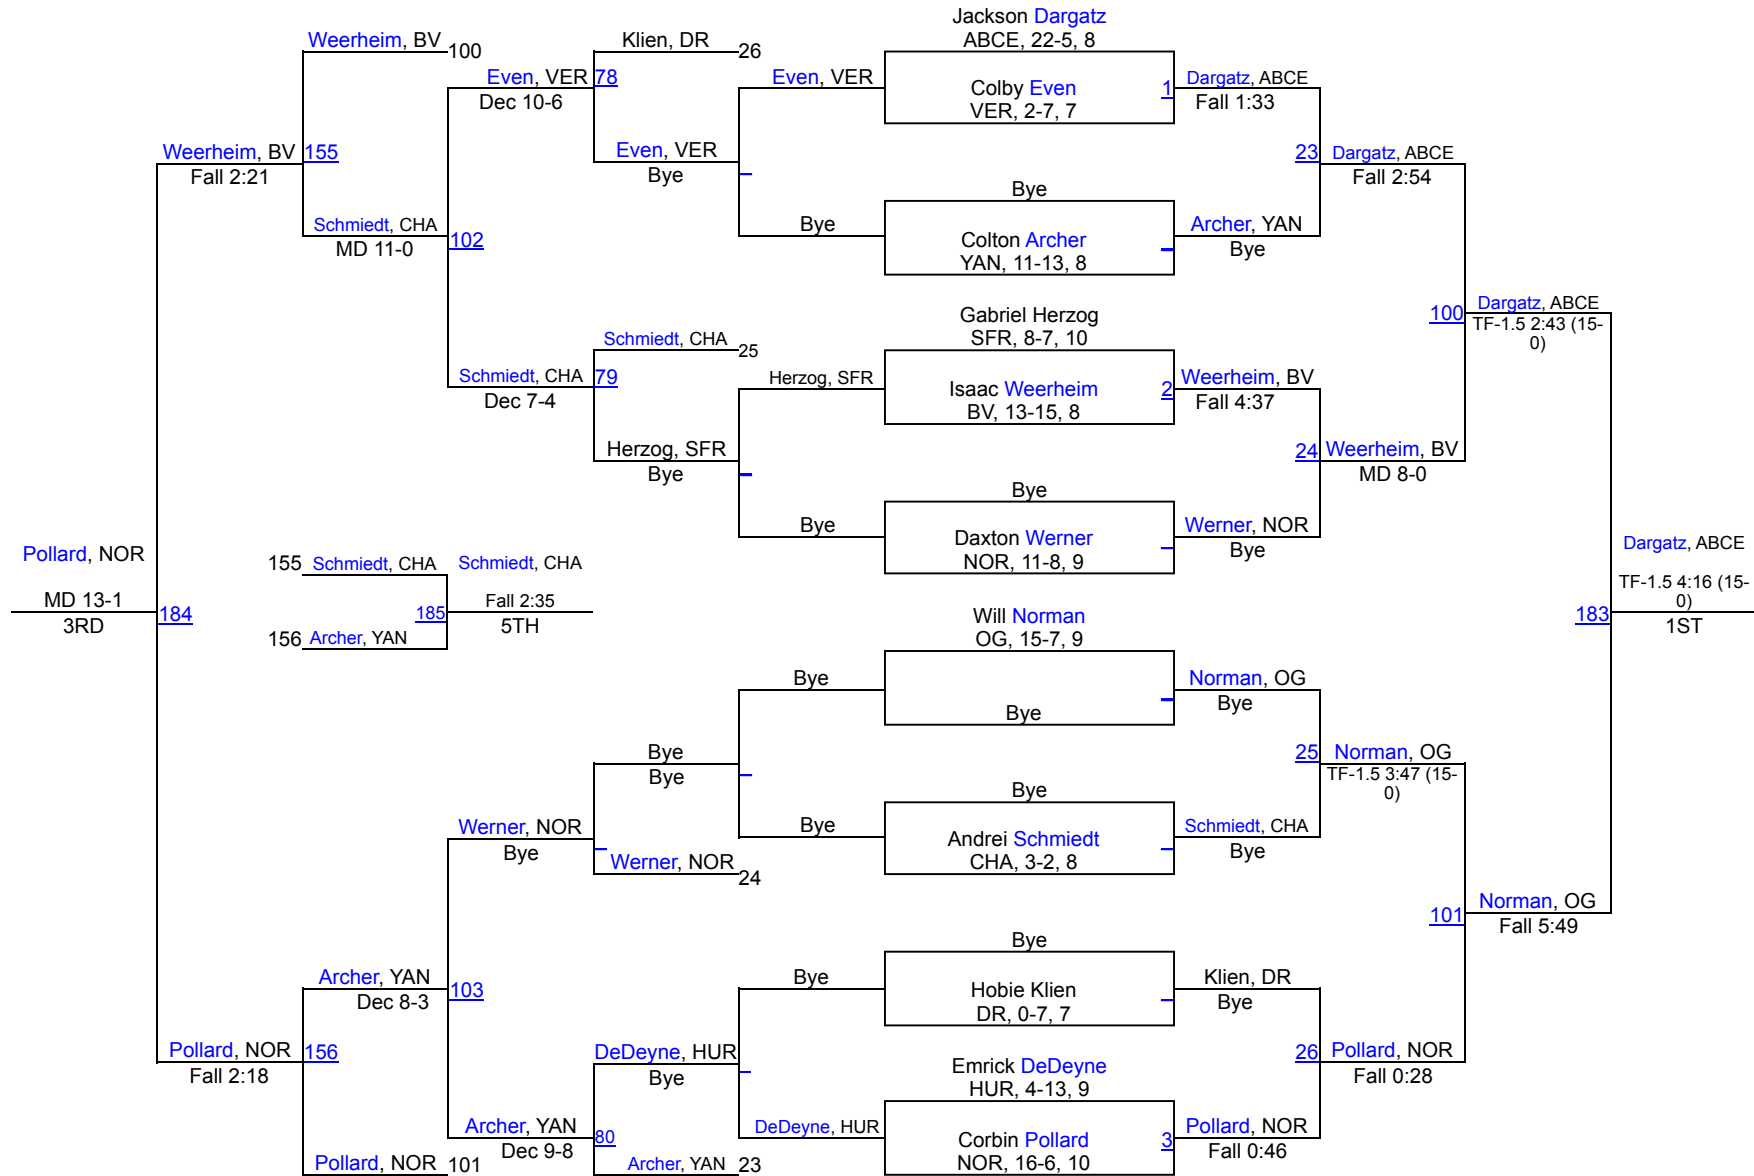 Jackson Dargatz
ABCE, 22-5, 8
Weerheim, BV
100
Klien, DR
26
Even, VER
78
Dec 10-6
Even, VER
Colby Even
VER, 2-7, 7
1
Dargatz, ABCE
Fall 1:33
Weerheim, BV
155
Fall 2:21
Even, VER
Bye
23
Dargatz, ABCE
Fall 2:54
Bye
Schmiedt, CHA
MD 11-0
102
Bye
Colton Archer
YAN, 11-13, 8
Archer, YAN
Bye
Gabriel Herzog
SFR, 8-7, 10
100
Dargatz, ABCE
TF-1.5 2:43 (15-
0)
Schmiedt, CHA
25
Schmiedt, CHA
79
Dec 7-4
Herzog, SFR
Isaac Weerheim
BV, 13-15, 8
2
Weerheim, BV
Fall 4:37
Herzog, SFR
Bye
24
Weerheim, BV
MD 8-0
Bye
Bye
Daxton Werner
NOR, 11-8, 9
Werner, NOR
Bye
Pollard, NOR
MD 13-1
3RD
184
155
Schmiedt, CHA
Schmiedt, CHA
185
Fall 2:35
5TH
156
Archer, YAN
Dargatz, ABCE
TF-1.5 4:16 (15-
0)
183
1ST
Will Norman
OG, 15-7, 9
Bye
Bye
Norman, OG
Bye
Bye
Bye
25
Norman, OG
TF-1.5 3:47 (15-
0)
Bye
Werner, NOR
Bye
Bye
Andrei Schmiedt
CHA, 3-2, 8
Schmiedt, CHA
Bye
Werner, NOR
24
101
Norman, OG
Fall 5:49
Bye
Archer, YAN
Dec 8-3
103
Bye
Hobie Klien
DR, 0-7, 7
Klien, DR
Bye
Pollard, NOR
156
Fall 2:18
DeDeyne, HUR
Bye
26
Pollard, NOR
Fall 0:28
Emrick DeDeyne
HUR, 4-13, 9
Archer, YAN
80
Dec 9-8
DeDeyne, HUR
Corbin Pollard
NOR, 16-6, 10
3
Pollard, NOR
Fall 0:46
Pollard, NOR
101
Archer, YAN
23